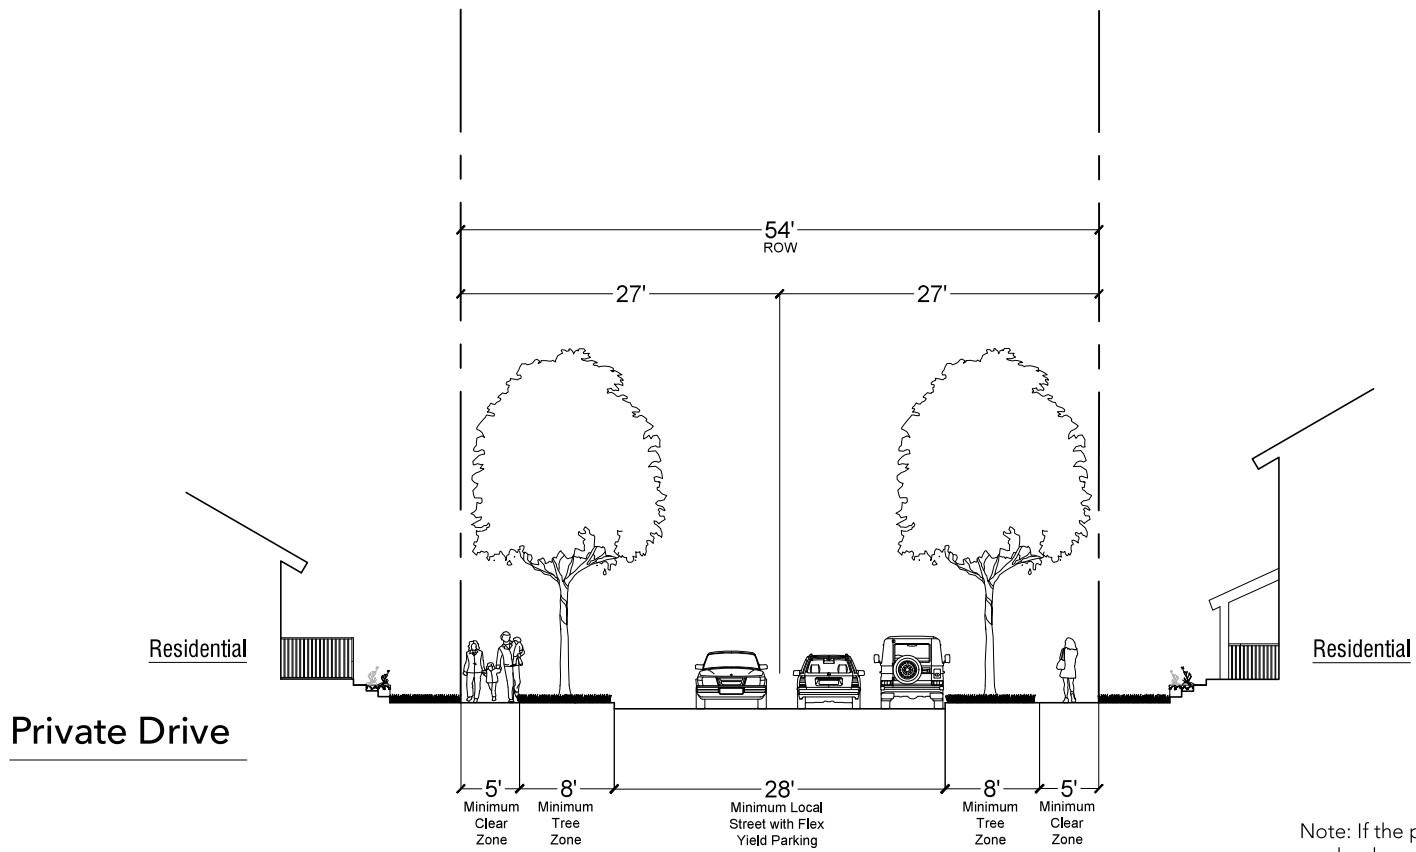 54'
ROW
27'
27'
Residential
Residential
Private Drive
5'
Minimum
Clear
Zone
8'
Minimum
Tree
Zone
28'
Minimum Local
Street with Flex
Yield Parking
8'
Minimum
Tree
Zone
5'
Minimum
Clear
Zone
Note: If the p